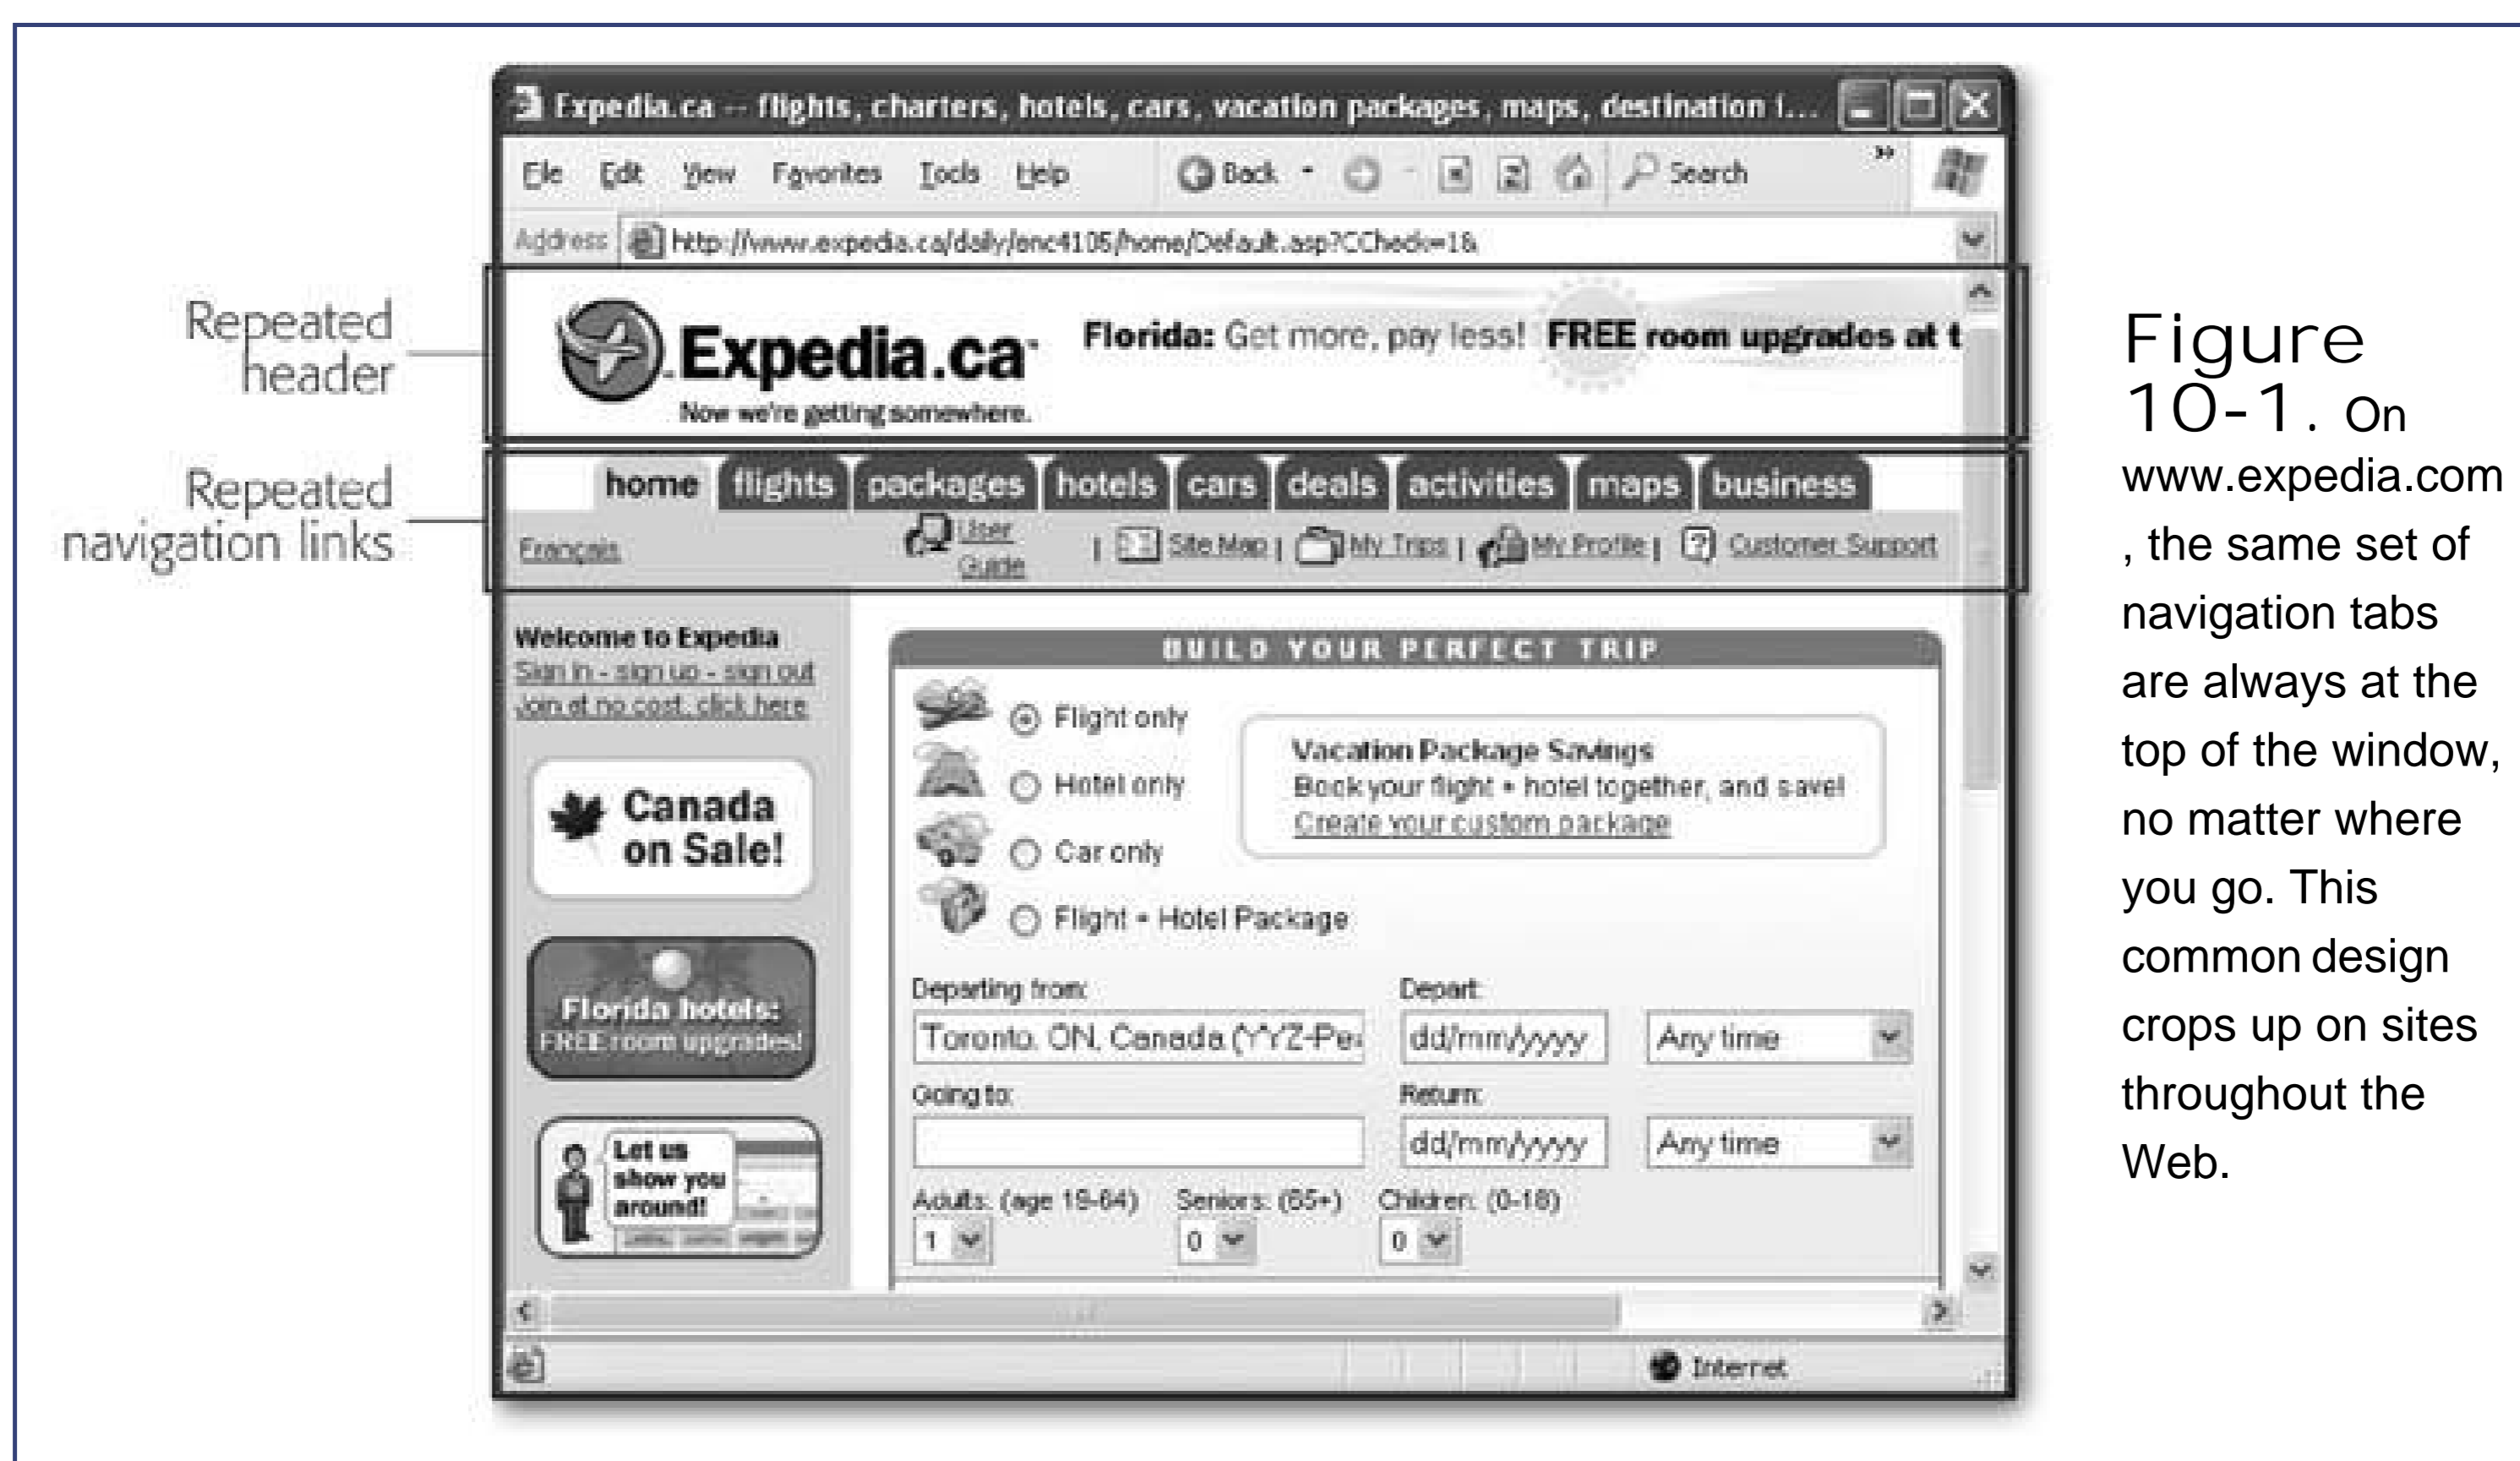 Expedia.ca -- flights, charters, hotels, cars, vacation packages, maps, destination i...
File Edit View Favorites Tools Help Back Search
Address http://www.expedia.ca/daily/enc4105/home/Default.asp?CCheck=1&
Repeated
header
Expedia.ca
Now we're getting somewhere.
Florida: Get more, pay less! FREE room upgrades at t
Repeated
navigation links
home flights packages hotels cars deals activities maps business
Français
User
Guide
| Site Map | My Trips | My Profile | Customer Support
Welcome to Expedia
Sign in - sign up - sign out
Join at no cost, click here
Canada
on Sale!
Florida hotels:
FREE room upgrades!
Let us
show you
around!
BUILD YOUR PERFECT TRIP
Flight only
Hotel only
Car only
Flight + Hotel Package
Vacation Package Savings
Book your flight + hotel together, and save!
Create your custom package
Departing from: Depart:
Toronto, ON, Canada (YYZ-Pea dd/mm/yyyy Any time
Going to: Return:
dd/mm/yyyy Any time
Adults: (age 19-64) Seniors: (65+) Children: (0-18)
1 0 0
Internet
Figure
10-1. On
www.expedia.com
, the same set of
navigation tabs
are always at the
top of the window,
no matter where
you go. This
common design
crops up on sites
throughout the
Web.